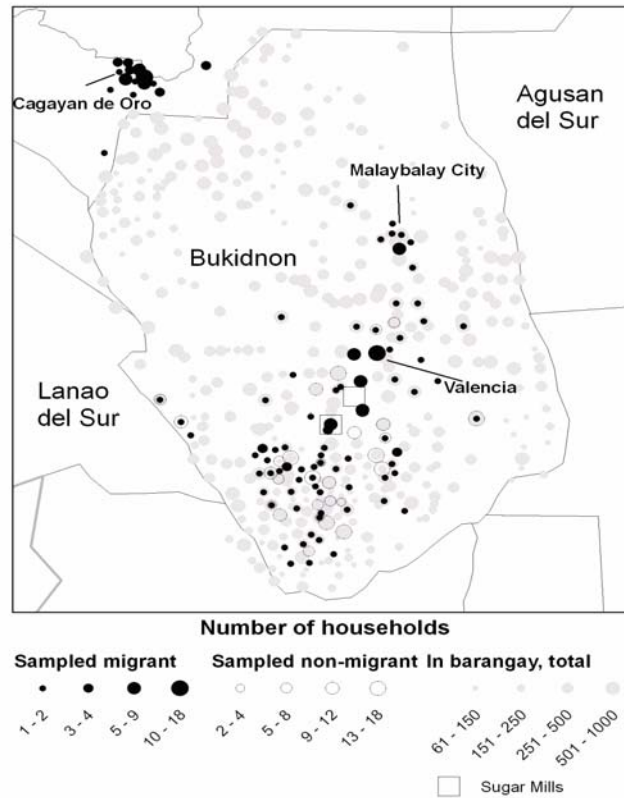 Cagayan de Oro
Agusan
del Sur
Malaybalay City
Bukidnon
Lanao
del Sur
Valencia
Number of households
Sampled migrant Sampled non-migrant In barangay, total
1 - 2 3 - 4 5 - 9 10 - 18 2 - 4 5 - 8 9 - 12 13 - 18 61 - 150 151 - 250 251 - 500 501 - 1000
Sugar Mills